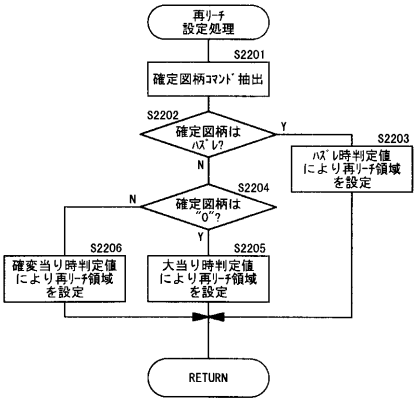 再ﾘｰﾁ
設定処理
S2201
確定図柄ｺﾏﾝﾄﾞ抽出
S2202
確定図柄は
ﾊｽﾞﾚ?
Y
N
S2203
ﾊｽﾞﾚ時判定値
により再ﾘｰﾁ領域
を設定
S2204
確定図柄は
"0"?
N
Y
S2206
確変当り時判定値
により再ﾘｰﾁ領域
を設定
S2205
大当り時判定値
により再ﾘｰﾁ領域
を設定
RETURN